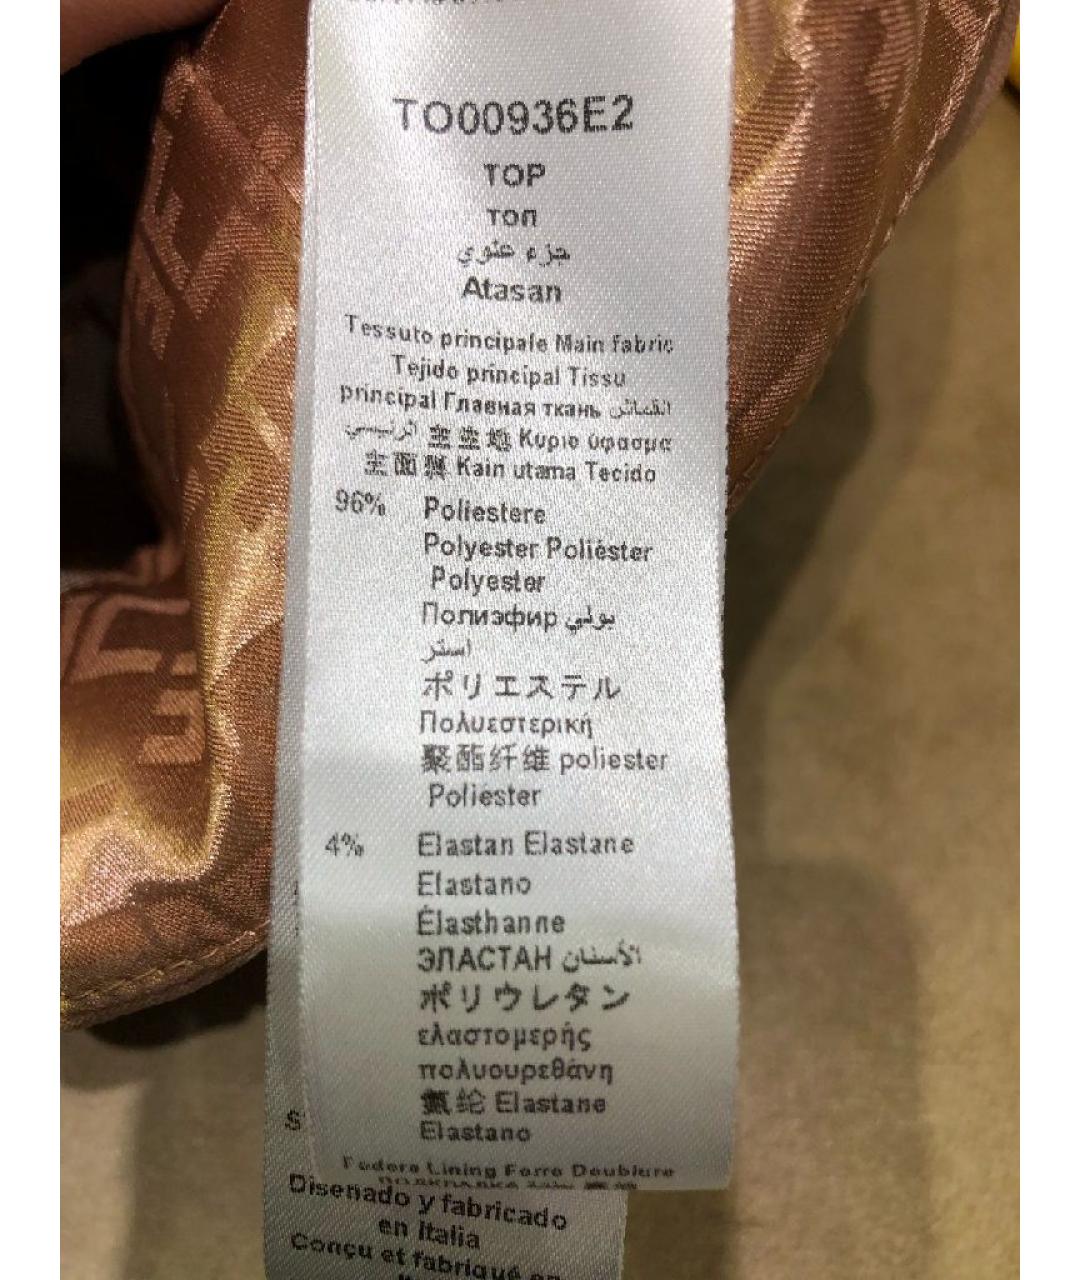 TO00936E2
TOP
ТОП
جزء علوي
Atasan
Tessuto principale Main fabric
Tejido principal Tissu
principal Главная ткань القماش
الرئيسي 主生地 Κυριο ύφασμα
主面料 Kain utama Tecido
96% Poliestere
Polyester Poliéster
Polyester
Полиэфир بولي
استر
ポリエステル
Πολυεστερική
聚酯纤维 poliester
Poliester
4% Elastan Elastane
Elastano
Élasthanne
ЭЛАСТАН الأستان
ポリウレタン
ελαστομερής
πολυουρεθάνη
氨纶 Elastane
Elastano
Fodera Lining Forro Doublure
S
Disenado y fabricado
en Italia
Conçu et fabriqué en